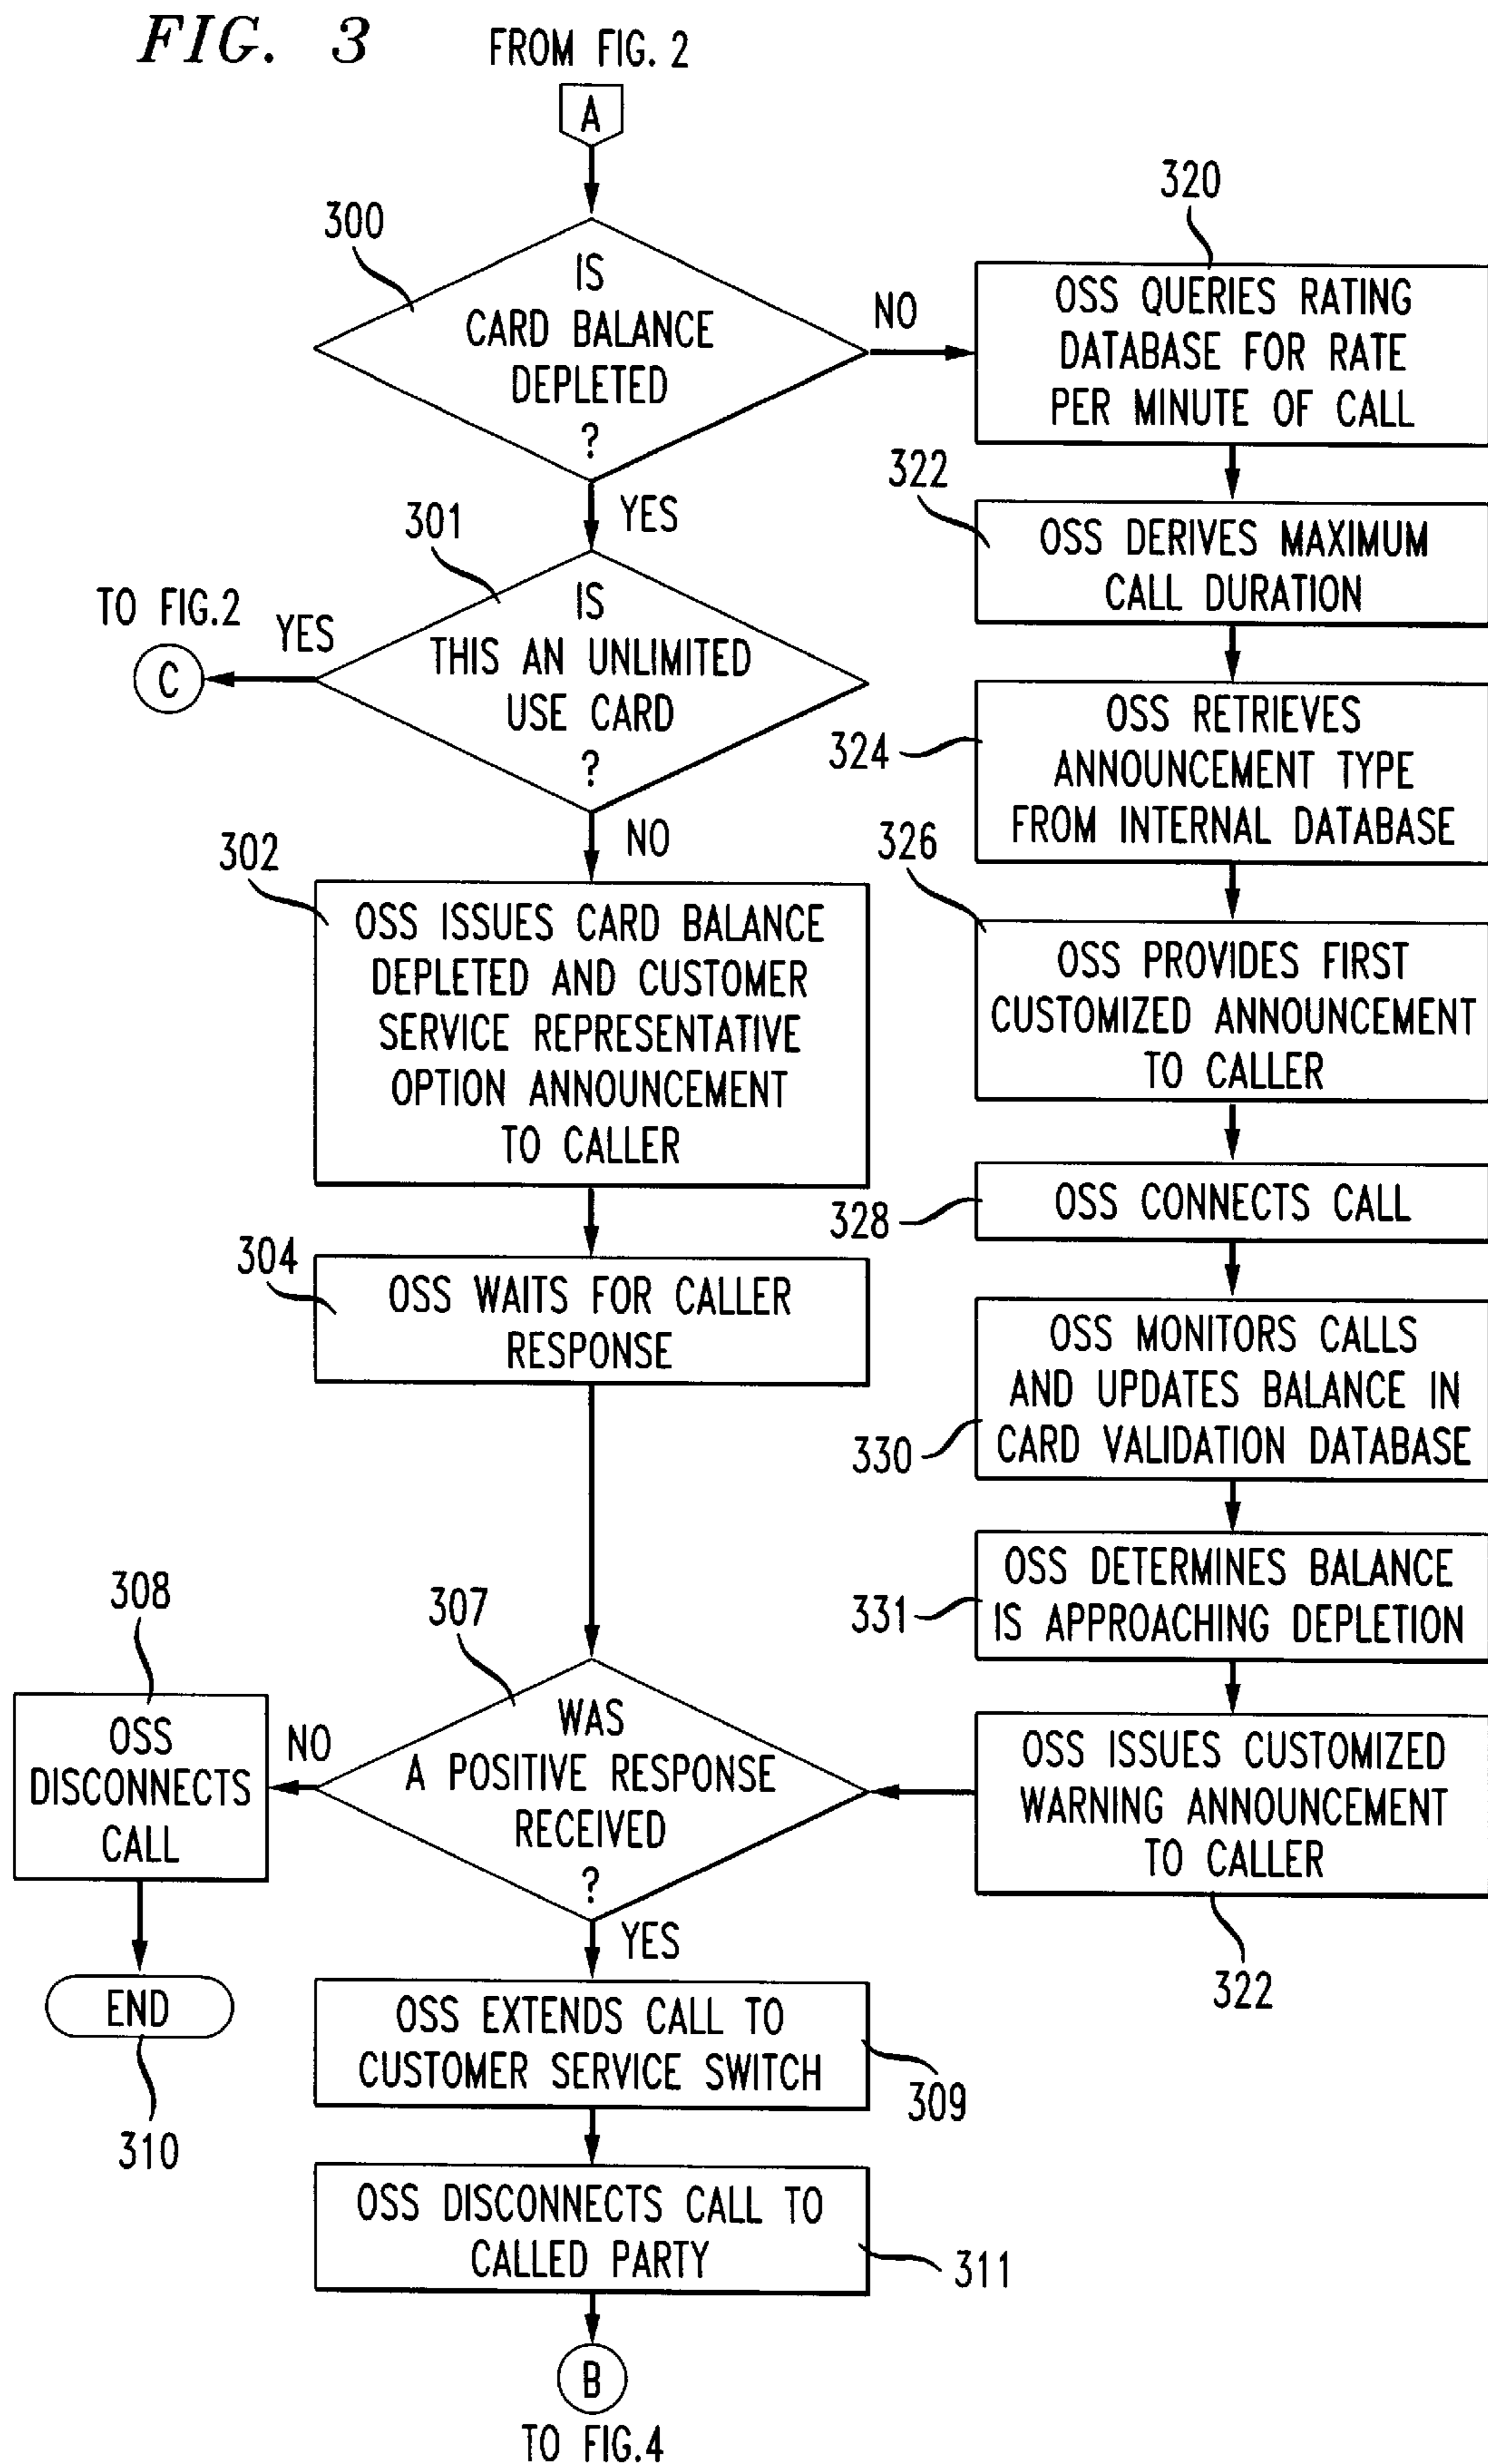 FIG. 3
FROM FIG. 2
A
300
IS
CARD BALANCE
DEPLETED
?
NO
YES
301
IS
THIS AN UNLIMITED
USE CARD
?
YES
TO FIG.2
C
NO
302
OSS ISSUES CARD BALANCE
DEPLETED AND CUSTOMER
SERVICE REPRESENTATIVE
OPTION ANNOUNCEMENT
TO CALLER
304
OSS WAITS FOR CALLER
RESPONSE
307
WAS
A POSITIVE RESPONSE
RECEIVED
?
NO
308
OSS
DISCONNECTS
CALL
END
310
YES
OSS EXTENDS CALL TO
CUSTOMER SERVICE SWITCH
309
OSS DISCONNECTS CALL TO
CALLED PARTY
311
B
TO FIG.4
320
OSS QUERIES RATING
DATABASE FOR RATE
PER MINUTE OF CALL
322
OSS DERIVES MAXIMUM
CALL DURATION
324
OSS RETRIEVES
ANNOUNCEMENT TYPE
FROM INTERNAL DATABASE
326
OSS PROVIDES FIRST
CUSTOMIZED ANNOUNCEMENT
TO CALLER
328
OSS CONNECTS CALL
330
OSS MONITORS CALLS
AND UPDATES BALANCE IN
CARD VALIDATION DATABASE
331
OSS DETERMINES BALANCE
IS APPROACHING DEPLETION
OSS ISSUES CUSTOMIZED
WARNING ANNOUNCEMENT
TO CALLER
322